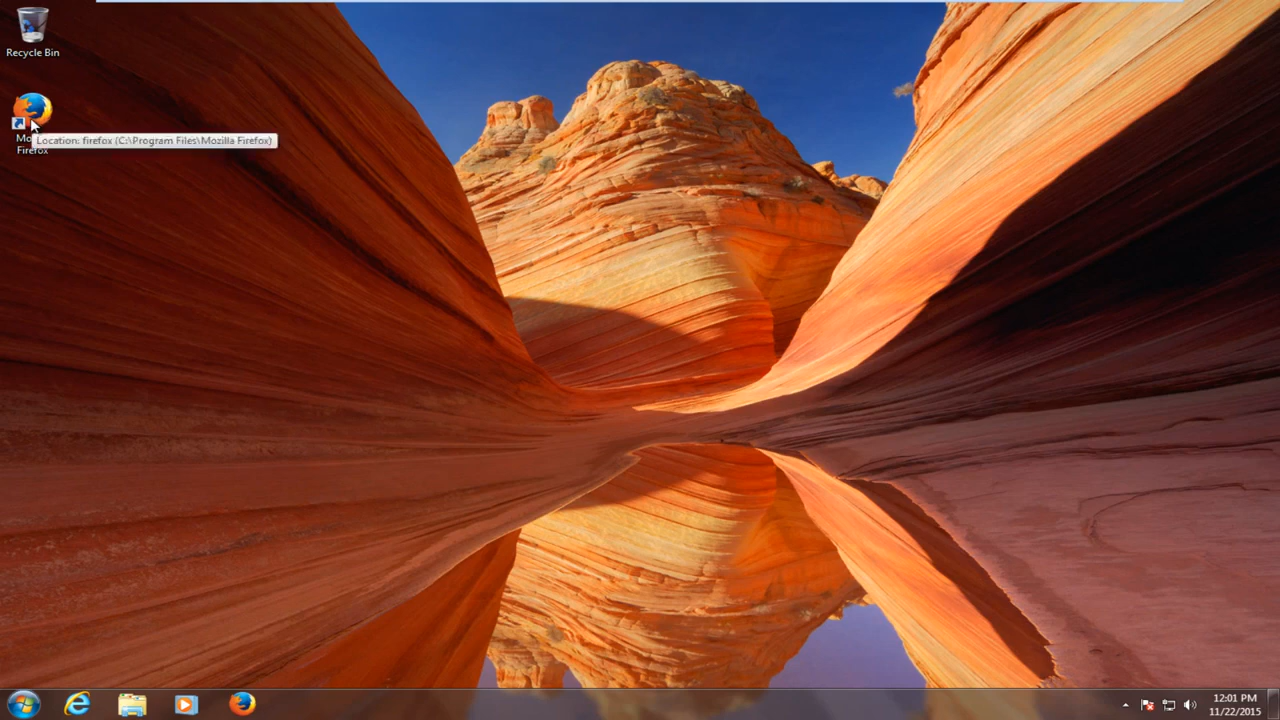 Recycle Bin
Mo
Firefox
Location: firefox (C:\Program Files\Mozilla Firefox)
12:01 PM
11/22/2015